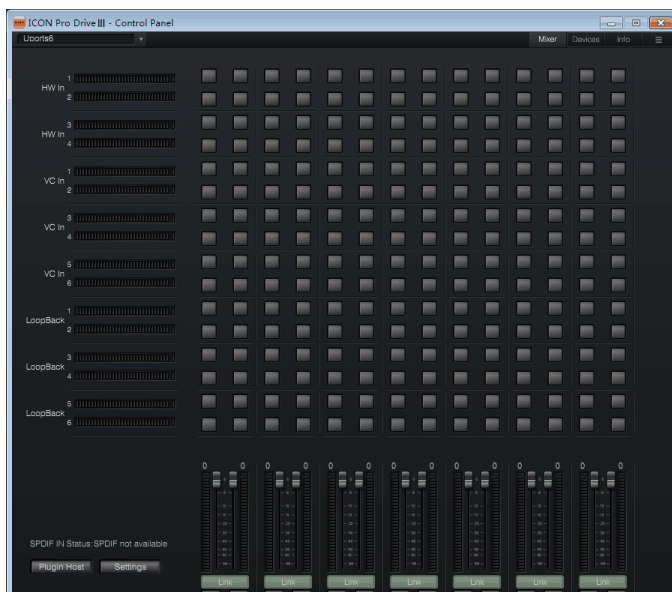 ICON Pro Drive III - Control Panel
Uports6
Mixer Devices Info
1
HW In
2
3
HW In
4
1
VC In
2
3
VC In
4
5
VC In
6
1
LoopBack
2
3
LoopBack
4
5
LoopBack
6
0 0 0 0 0 0 0 0 0 0 0 0 0 0
SPDIF IN Status: SPDIF not available
Plugin Host Settings
Link Link Link Link Link Link Link